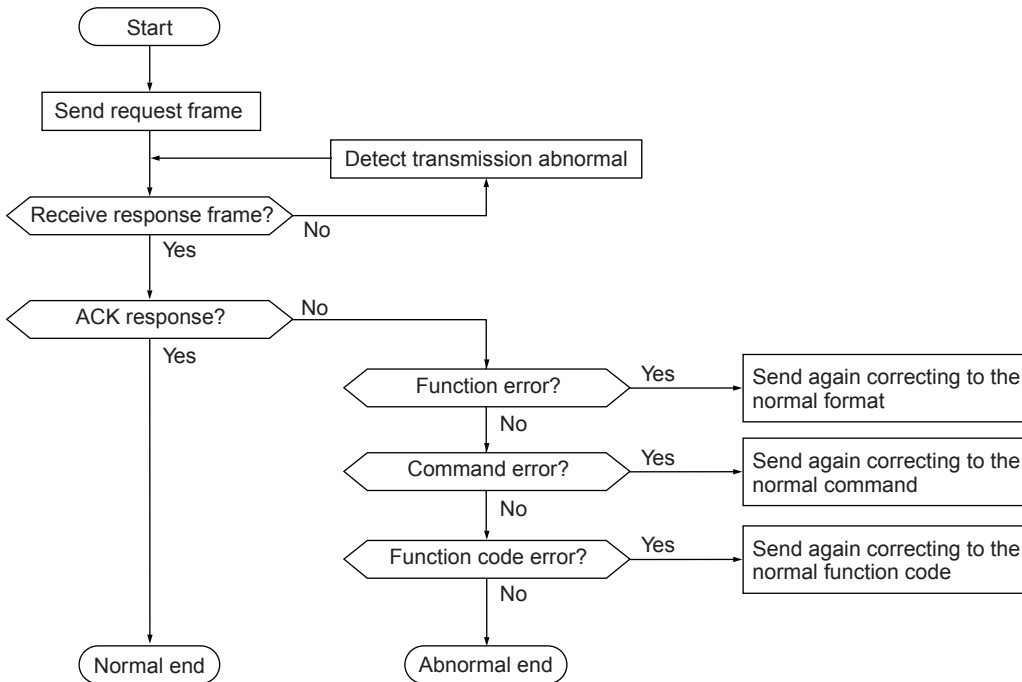 Start
Send request frame
Detect transmission abnormal
Receive response frame?
No
Yes
ACK response?
No
Yes
Function error?
Yes
Send again correcting to the
normal format
No
Command error?
Yes
Send again correcting to the
normal command
No
Function code error?
Yes
Send again correcting to the
normal function code
No
Normal end
Abnormal end